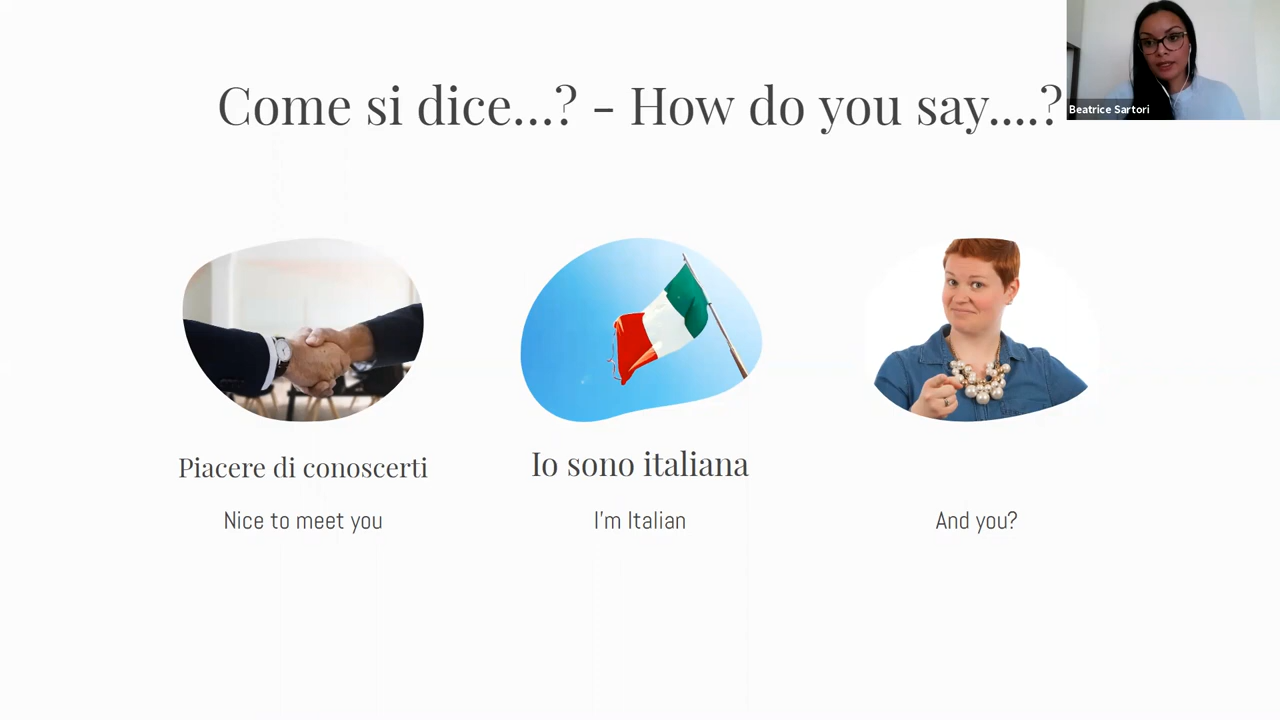 Come si dice...? - How do you say....?
Beatrice Sartori
Piacere di conoscerti
Io sono italiana
Nice to meet you
I'm Italian
And you?